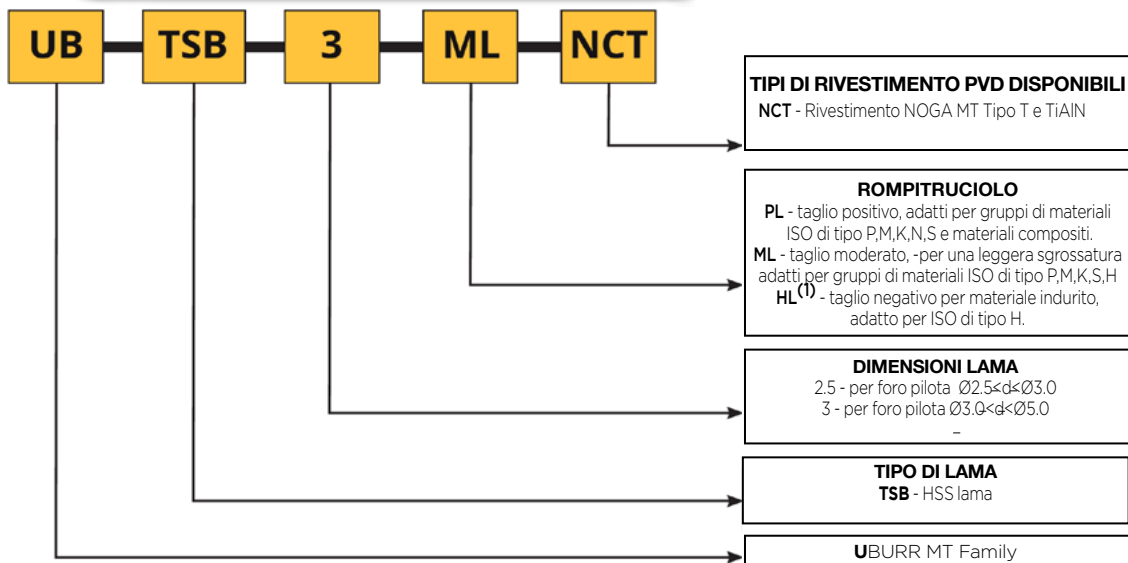 UB TSB 3 ML NCT
TIPI DI RIVESTIMENTO PVD DISPONIBILI
NCT - Rivestimento NOGA MT Tipo T e TiAlN
ROMPITRUCIOLO
PL - taglio positivo, adatti per gruppi di materiali
ISO di tipo P,M,K,N,S e materiali compositi.
ML - taglio moderato, -per una leggera sgrossatura
adatti per gruppi di materiali ISO di tipo P,M,K,S,H
HL(1) - taglio negativo per materiale indurito,
adatto per ISO di tipo H.
DIMENSIONI LAMA
2.5 - per foro pilota Ø2.5≤d≤Ø3.0
3 - per foro pilota Ø3.0<d<Ø5.0
–
TIPO DI LAMA
TSB - HSS lama
UBURR MT Family